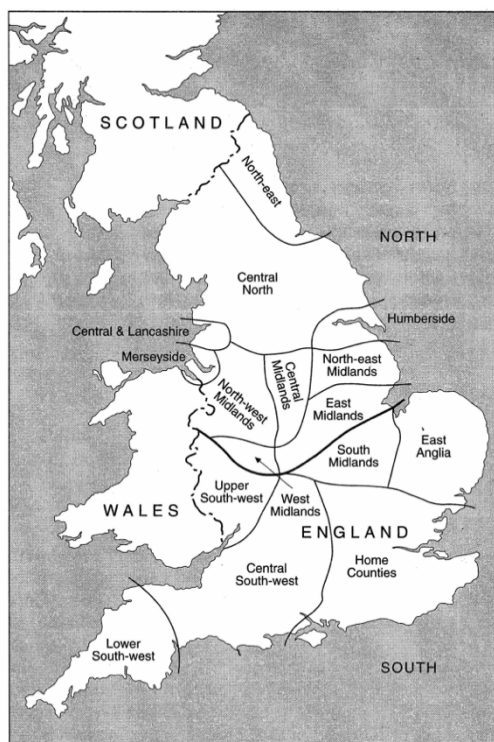 SCOTLAND
North-east
NORTH
Central
North
Central & Lancashire
Humberside
Merseyside
North-west
Midlands
Central
Midlands
North-east
Midlands
East
Midlands
East
Anglia
South
Midlands
Upper
South-west
West
Midlands
WALES
ENGLAND
Central
South-west
Home
Counties
Lower
South-west
SOUTH